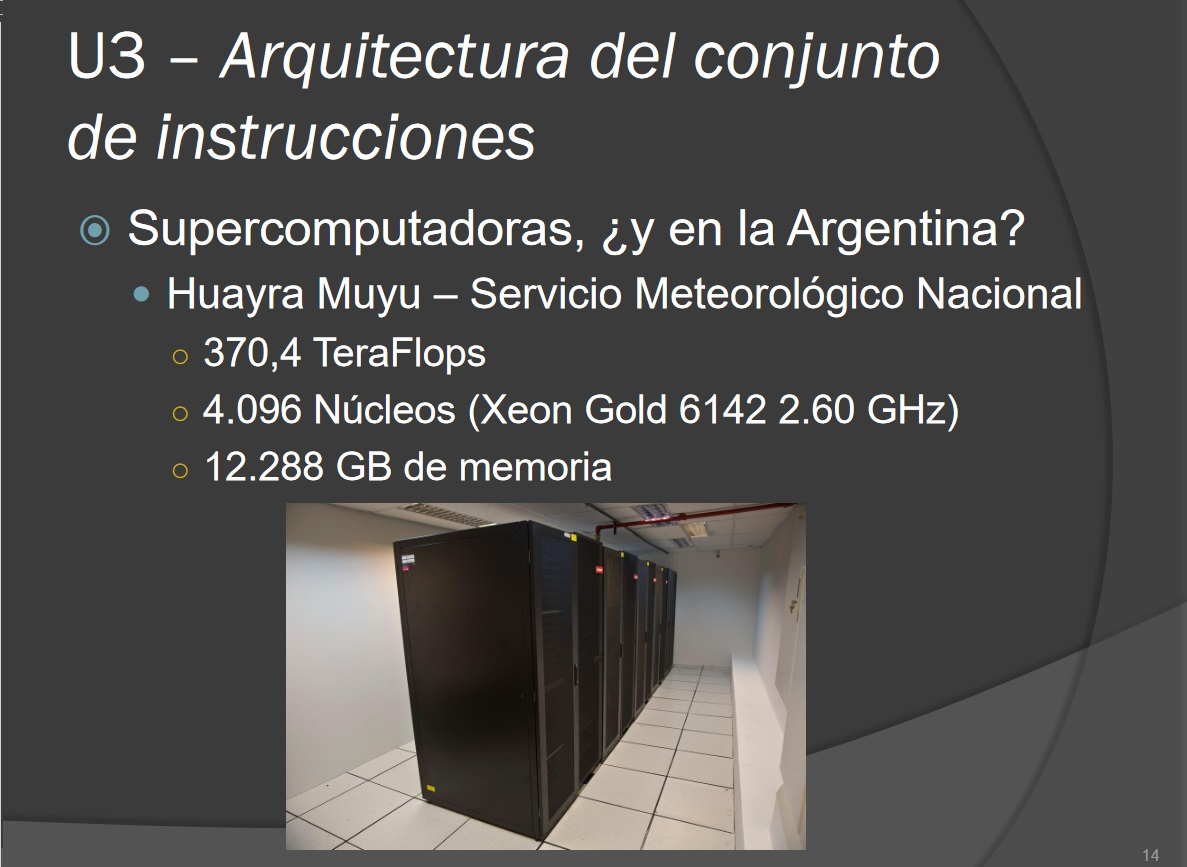 U3 – Arquitectura del conjunto
de instrucciones
Supercomputadoras, ¿y en la Argentina?
Huayra Muyu – Servicio Meteorológico Nacional
370,4 TeraFlops
4.096 Núcleos (Xeon Gold 6142 2.60 GHz)
12.288 GB de memoria
14